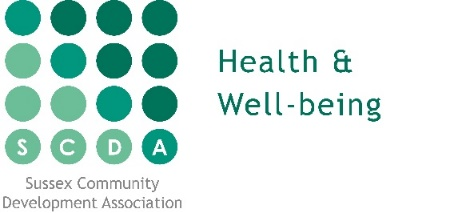 Health &
Well-being
S C D A
Sussex Community
Development Association